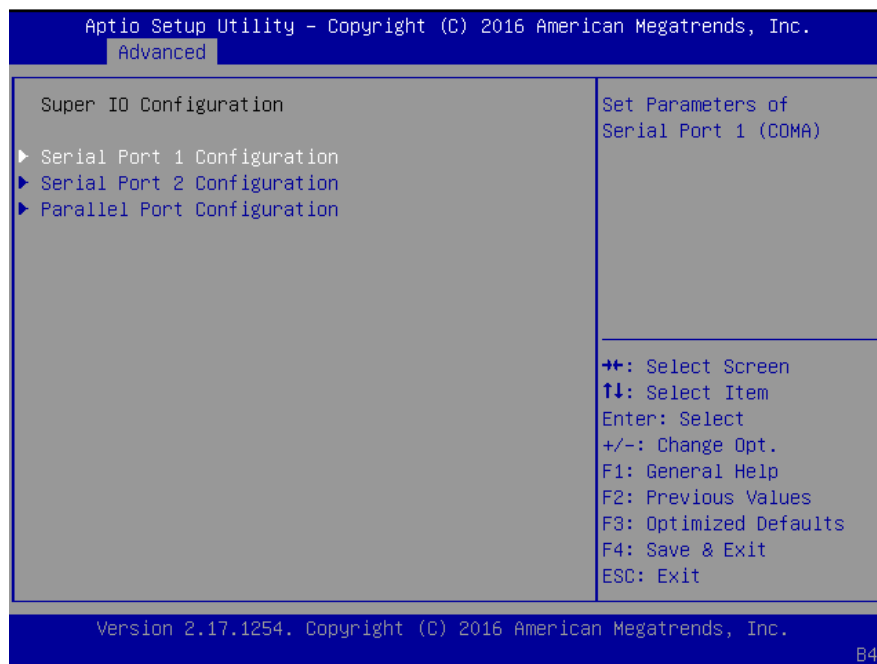 Aptio Setup Utility – Copyright (C) 2016 American Megatrends, Inc.
Advanced
Super IO Configuration
Serial Port 1 Configuration
Serial Port 2 Configuration
Parallel Port Configuration
Set Parameters of
Serial Port 1 (COMA)
→←: Select Screen
↑↓: Select Item
Enter: Select
+/-: Change Opt.
F1: General Help
F2: Previous Values
F3: Optimized Defaults
F4: Save & Exit
ESC: Exit
Version 2.17.1254. Copyright (C) 2016 American Megatrends, Inc.
B4